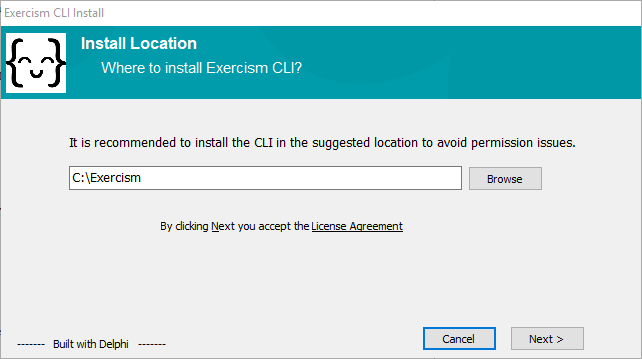 Exercism CLI Install
Install Location
Where to install Exercism CLI?
It is recommended to install the CLI in the suggested location to avoid permission issues.
C:\Exercism
Browse
By clicking Next you accept the License Agreement
------- Built with Delphi -------
Cancel
Next >